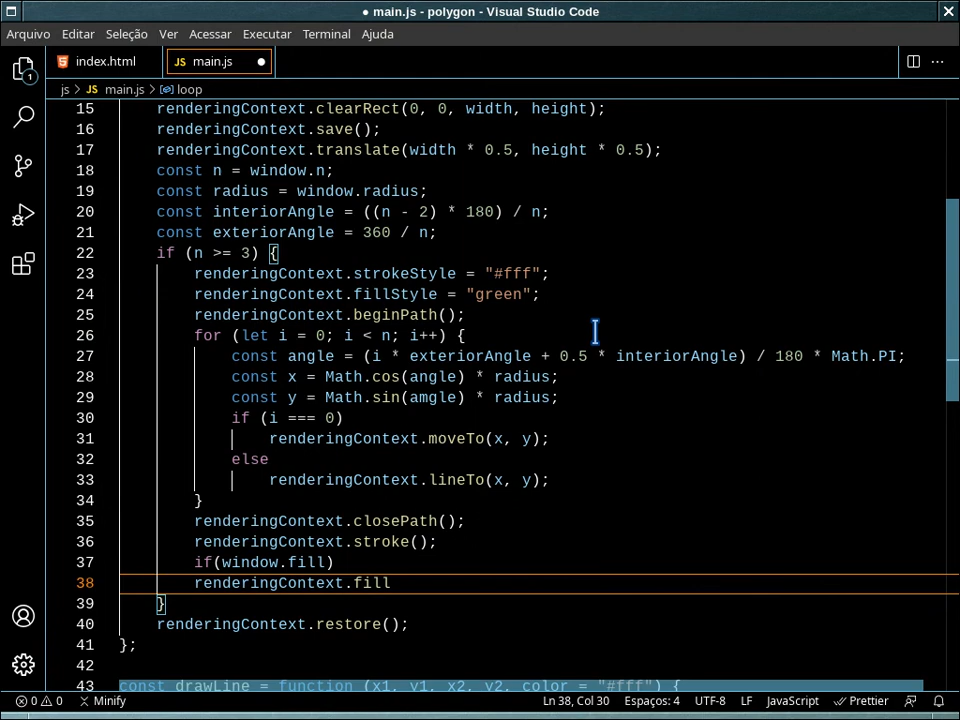 ● main.js - polygon - Visual Studio Code
Arquivo Editar Seleção Ver Acessar Executar Terminal Ajuda
1
index.html JS main.js ●
js > JS main.js > loop
15 renderingContext.clearRect(0, 0, width, height);
16 renderingContext.save();
17 renderingContext.translate(width * 0.5, height * 0.5);
18 const n = window.n;
19 const radius = window.radius;
20 const interiorAngle = ((n - 2) * 180) / n;
21 const exteriorAngle = 360 / n;
22 if (n >= 3) {
23 renderingContext.strokeStyle = "#fff";
24 renderingContext.fillStyle = "green";
25 renderingContext.beginPath();
26 for (let i = 0; i < n; i++) {
27 const angle = (i * exteriorAngle + 0.5 * interiorAngle) / 180 * Math.PI;
28 const x = Math.cos(angle) * radius;
29 const y = Math.sin(amgle) * radius;
30 if (i === 0)
31 renderingContext.moveTo(x, y);
32 else
33 renderingContext.lineTo(x, y);
34 }
35 renderingContext.closePath();
36 renderingContext.stroke();
37 if(window.fill)
38 renderingContext.fill
39 }
40 renderingContext.restore();
41 };
42
43 const drawLine = function (x1, y1, x2, y2, color = "#fff") {
0 0 Minify Ln 38, Col 30 Espaços: 4 UTF-8 LF JavaScript Prettier